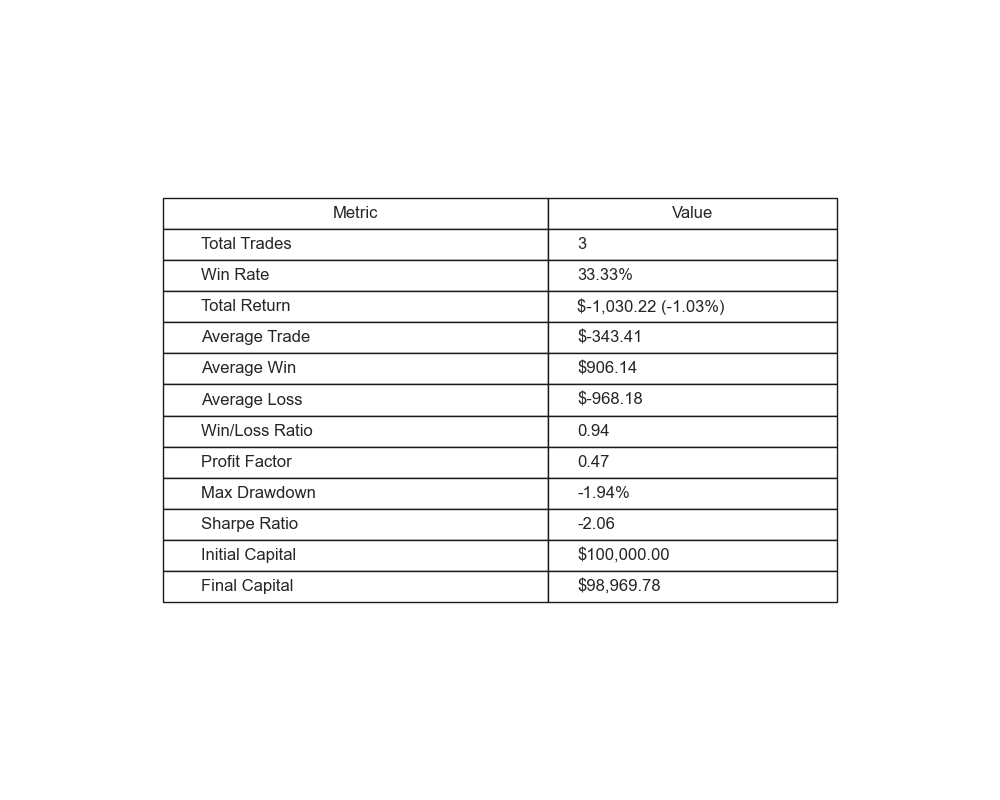 Metric Value
Total Trades 3
Win Rate 33.33%
Total Return $-1,030.22 (-1.03%)
Average Trade $-343.41
Average Win $906.14
Average Loss $-968.18
Win/Loss Ratio 0.94
Profit Factor 0.47
Max Drawdown -1.94%
Sharpe Ratio -2.06
Initial Capital $100,000.00
Final Capital $98,969.78